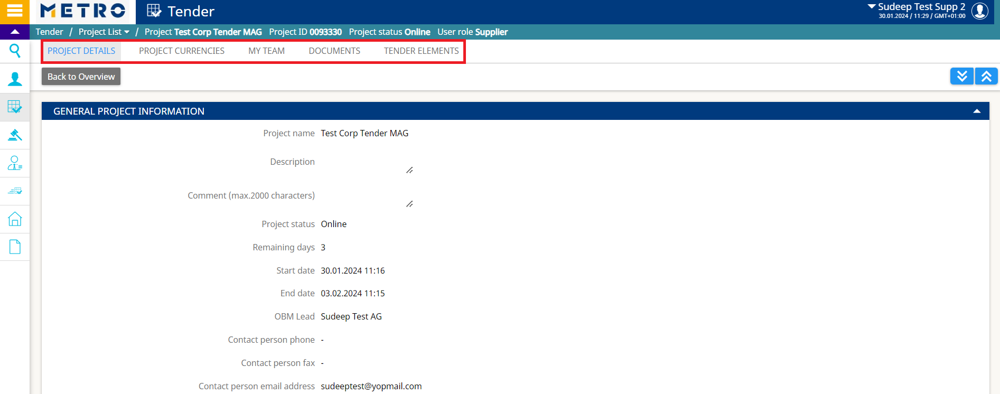 METRO
Tender
Sudeep Test Supp 2
30.01.2024 / 11:29 / GMT+01:00
Tender / Project List / Project Test Corp Tender MAG Project ID 0093330 Project status Online User role Supplier
PROJECT DETAILS PROJECT CURRENCIES MY TEAM DOCUMENTS TENDER ELEMENTS
Back to Overview
GENERAL PROJECT INFORMATION
Project name Test Corp Tender MAG
Description
Comment (max.2000 characters)
Project status Online
Remaining days 3
Start date 30.01.2024 11:16
End date 03.02.2024 11:15
OBM Lead Sudeep Test AG
Contact person phone -
Contact person fax -
Contact person email address sudeeptest@yopmail.com